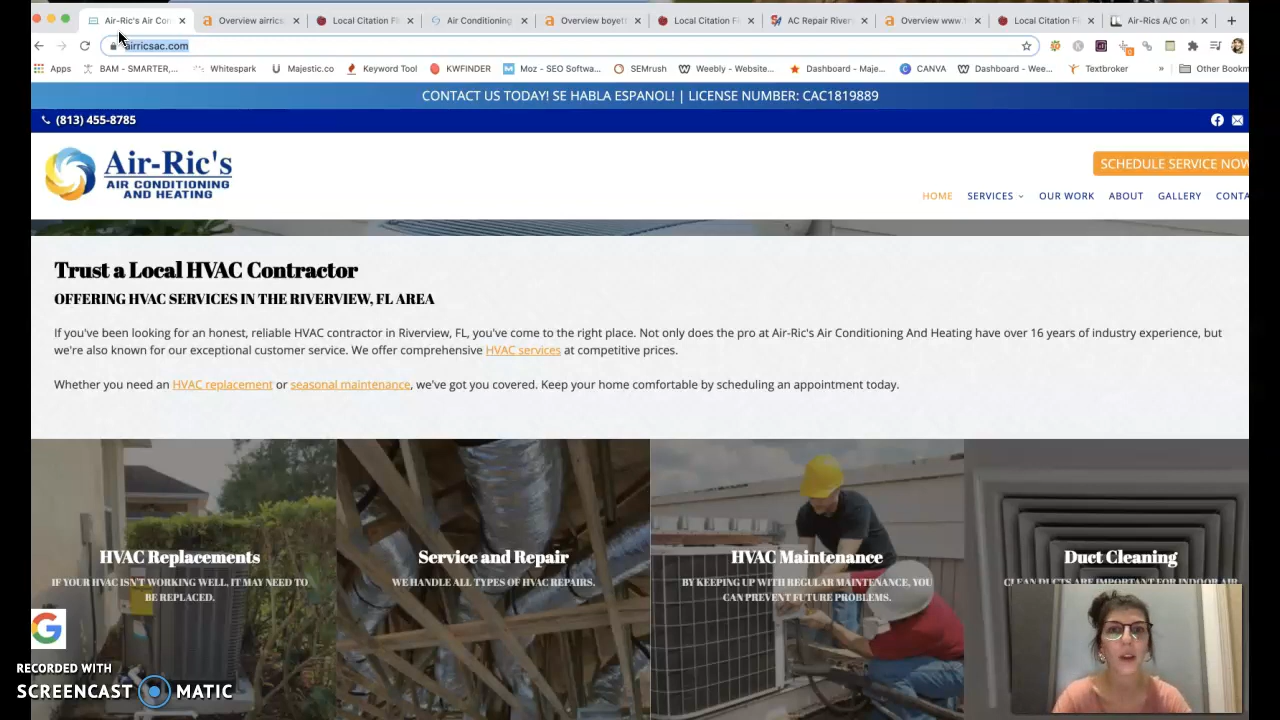 Air-Ric's Air Con
Overview airrics
Local Citation Fi
Air Conditioning
Overview boyett
Local Citation F
AC Repair River
Overview www.
Local Citation F
Air-Rics A/C on
airricsac.com
Apps
BAM - SMARTER,...
Whitespark
Majestic.co
Keyword Tool
KWFINDER
Moz - SEO Softwa...
SEMrush
Weebly - Website...
Dashboard - Maje...
CANVA
Dashboard - Wee...
Textbroker
»
Other Bookm
CONTACT US TODAY! SE HABLA ESPANOL! | LICENSE NUMBER: CAC1819889
(813) 455-8785
Air-Ric's
AIR CONDITIONING
AND HEATING
SCHEDULE SERVICE NOW
HOME SERVICES OUR WORK ABOUT GALLERY CONTA
Trust a Local HVAC Contractor
OFFERING HVAC SERVICES IN THE RIVERVIEW, FL AREA
If you've been looking for an honest, reliable HVAC contractor in Riverview, FL, you've come to the right place. Not only does the pro at Air-Ric's Air Conditioning And Heating have over 16 years of industry experience, but
we're also known for our exceptional customer service. We offer comprehensive HVAC services at competitive prices.
Whether you need an HVAC replacement or seasonal maintenance, we've got you covered. Keep your home comfortable by scheduling an appointment today.
HVAC Replacements
IF YOUR HVAC ISN'T WORKING WELL, IT MAY NEED TO
BE REPLACED.
Service and Repair
WE HANDLE ALL TYPES OF HVAC REPAIRS.
HVAC Maintenance
BY KEEPING UP WITH REGULAR MAINTENANCE, YOU
CAN PREVENT FUTURE PROBLEMS.
Duct Cleaning
CLEAN DUCTS ARE IMPORTANT FOR INDOOR AIR
G
RECORDED WITH
SCREENCAST MATIC